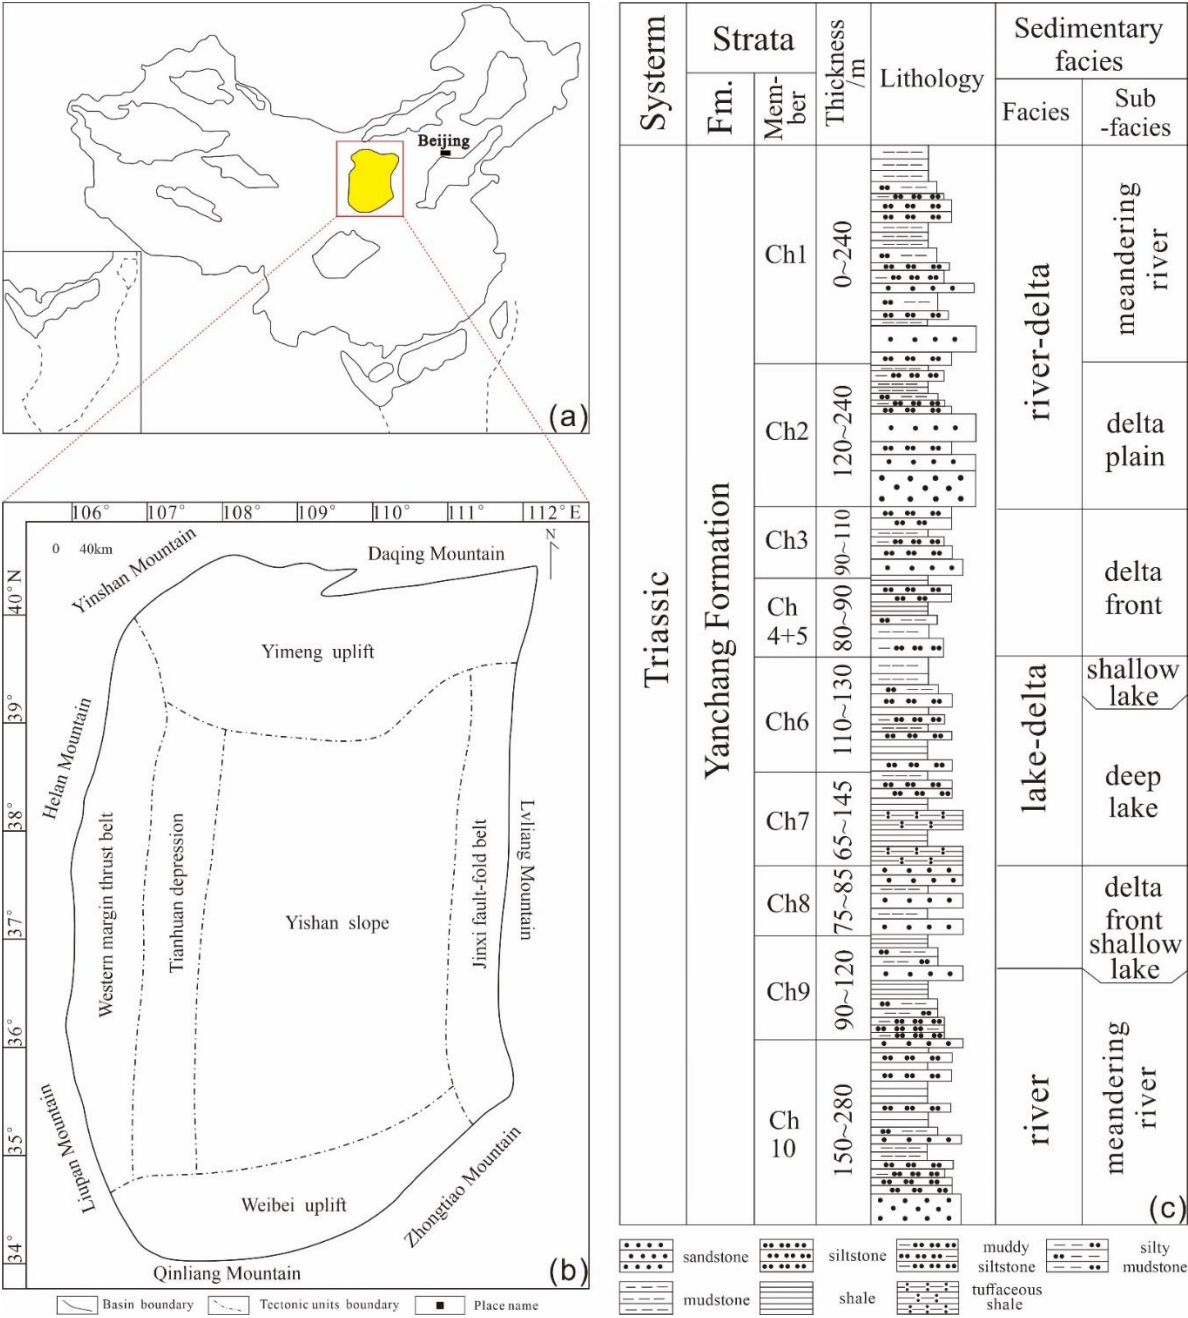 Beijing
(a)
106°
107°
108°
109°
110°
111°
112° E
0 40km
N
Yinshan Mountain
Daqing Mountain
40° N
39°
38°
37°
36°
35°
34°
Yimeng uplift
Helan Mountain
Western margin thrust belt
Tianhuan depression
Yishan slope
Jinxi fault-fold belt
Lvliang Mountain
Liupan Mountain
Weibei uplift
Zhongtiao Mountain
Qinliang Mountain
(b)
Basin boundary
Tectonic units boundary
Place name
Systerm
Strata
Fm.
Mem-
ber
Thickness
/m
Lithology
Sedimentary
facies
Facies
Sub
-facies
Triassic
Yanchang Formation
Ch1
0~240
Ch2
120~240
Ch3
90~110
Ch
4+5
80~90
Ch6
110~130
Ch7
65~145
Ch8
75~85
Ch9
90~120
Ch
10
150~280
river-delta
lake-delta
river
meandering
river
delta
plain
delta
front
shallow
lake
deep
lake
delta
front
shallow
lake
meandering
river
(c)
sandstone
siltstone
muddy
siltstone
silty
mudstone
mudstone
shale
tuffaceous
shale